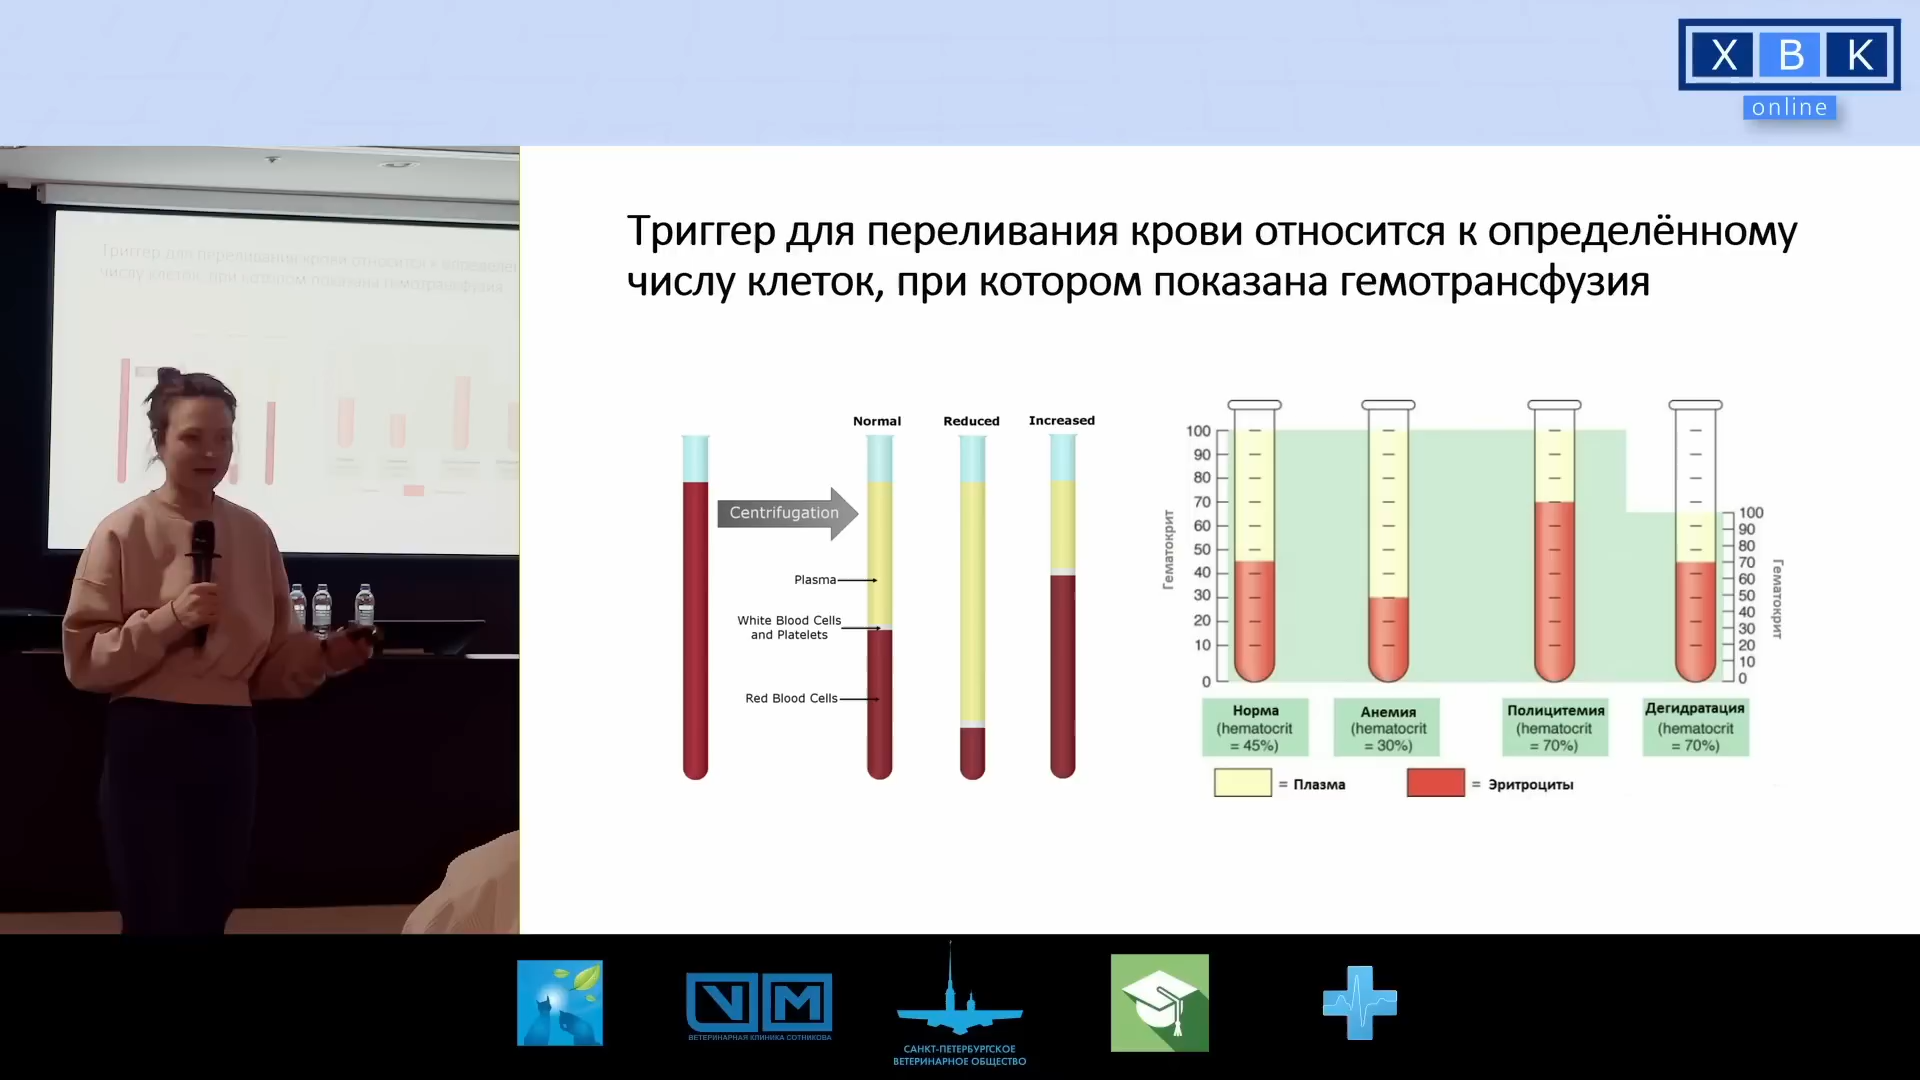 X B K
online
Триггер для переливания крови относится к определённому
числу клеток, при котором показана гемотрансфузия
Normal
Reduced
Increased
Centrifugation
Plasma
White Blood Cells
and Platelets
Red Blood Cells
Гематокрит
100
90
80
70
60
50
40
30
20
10
0
100
90
80
70
60
50
40
30
20
10
0
Гематокрит
Норма
(hematocrit
= 45%)
Анемия
(hematocrit
= 30%)
Полицитемия
(hematocrit
= 70%)
Дегидратация
(hematocrit
= 70%)
= Плазма
= Эритроциты
VM
ВЕТЕРИНАРНАЯ КЛИНИКА СОТНИКОВА
САНКТ-ПЕТЕРБУРГСКОЕ
ВЕТЕРИНАРНОЕ ОБЩЕСТВО